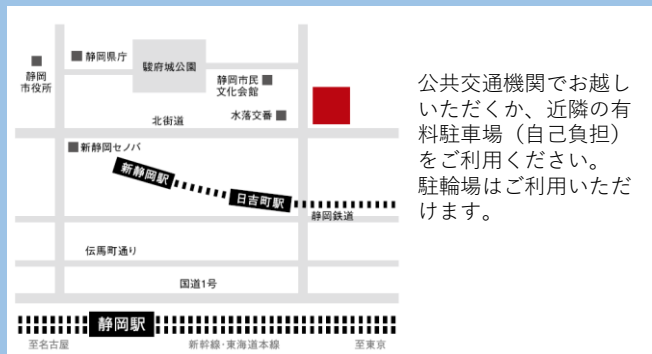 静岡県庁
静岡
市役所
駿府城公園
静岡市民
文化会館
水落交番
北街道
新静岡セノバ
新静岡駅
日吉町駅
静岡鉄道
伝馬町通り
国道1号
静岡駅
至名古屋
新幹線・東海道本線
至東京
公共交通機関でお越し
いただくか、近隣の有
料駐車場（自己負担）
をご利用ください。
駐輪場はご利用いただ
けます。